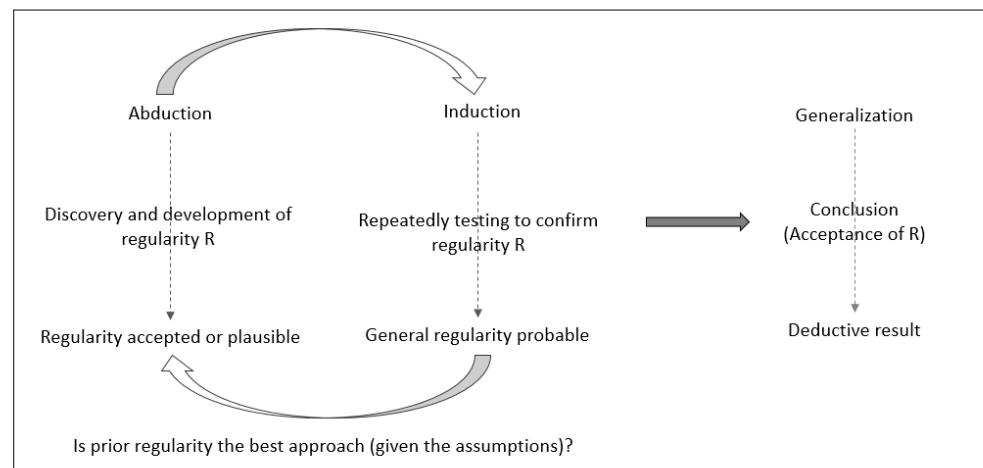 Abduction
Induction
Generalization
Discovery and development of
regularity R
Repeatedly testing to confirm
regularity R
Conclusion
(Acceptance of R)
Regularity accepted or plausible
General regularity probable
Deductive result
Is prior regularity the best approach (given the assumptions)?